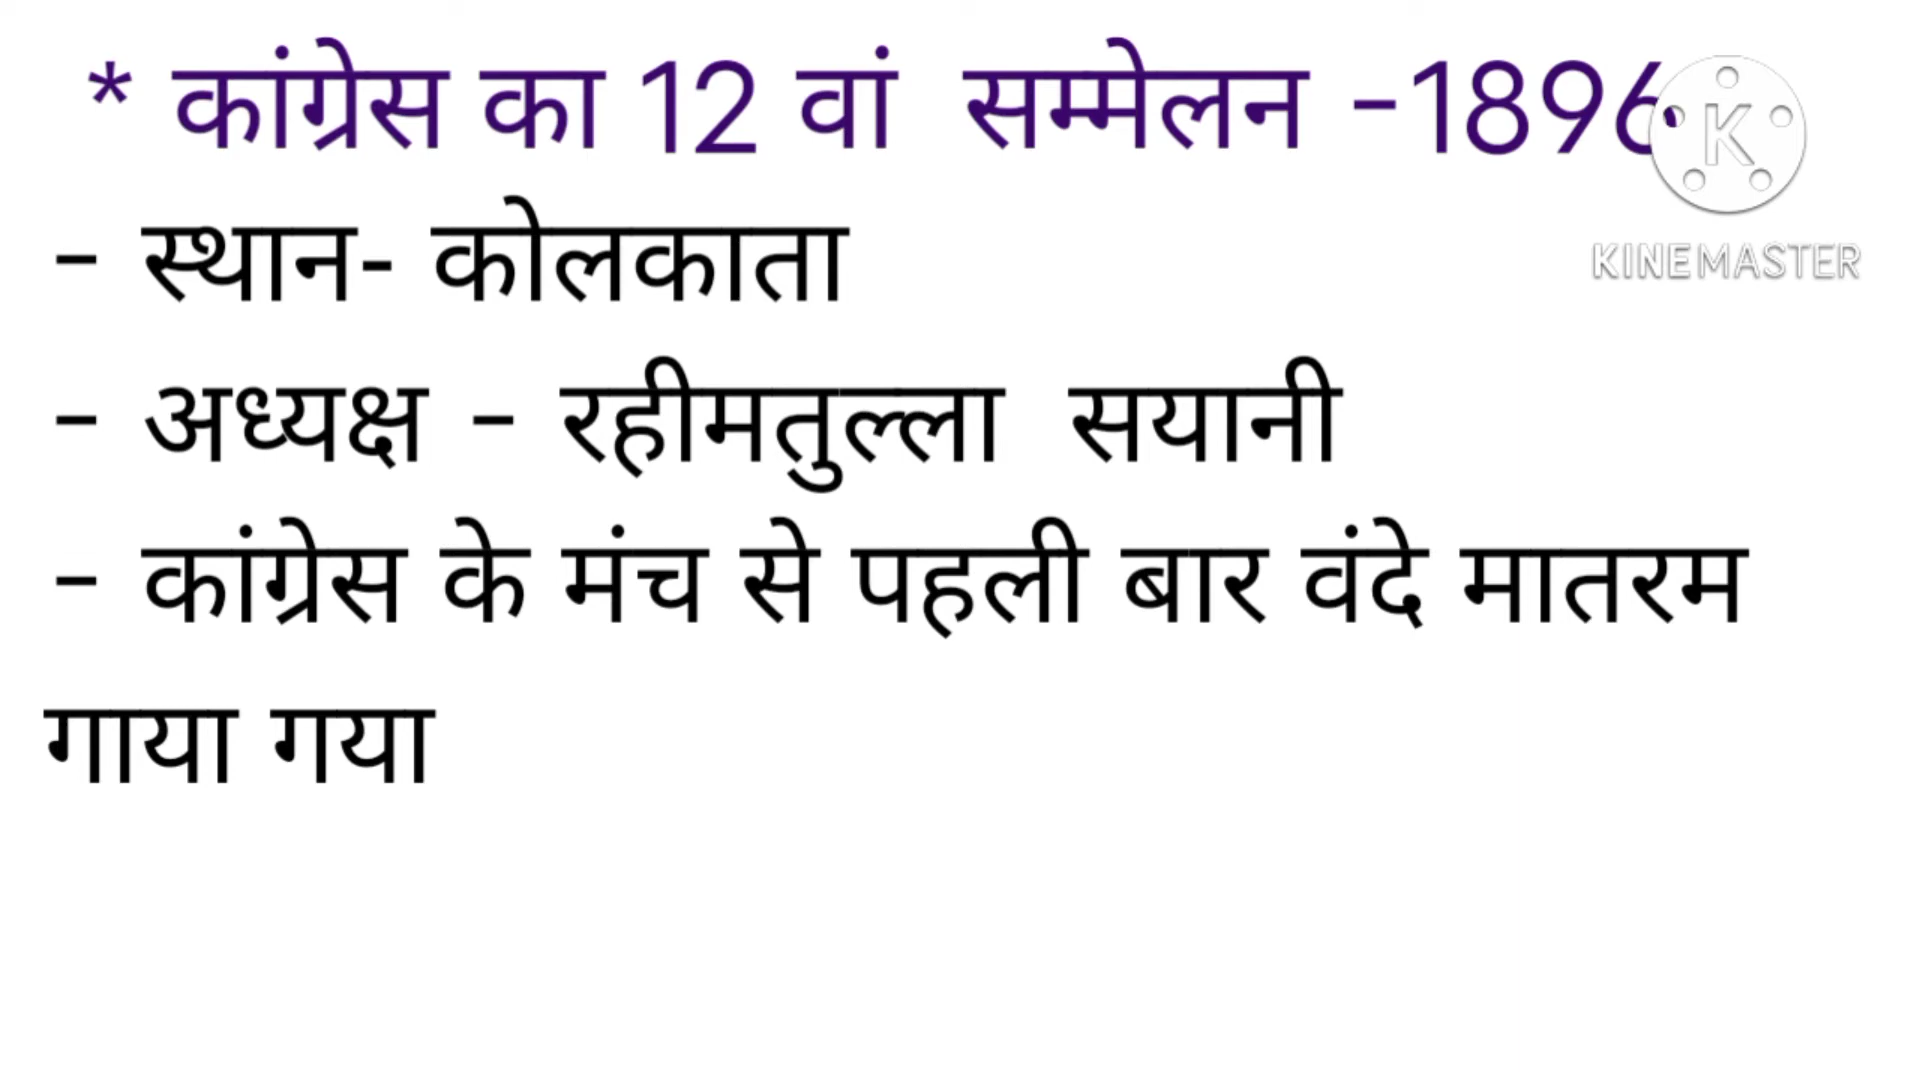 * कांग्रेस का 12 वां सम्मेलन -1896
K
KINEMASTER
- स्थान- कोलकाता
- अध्यक्ष - रहीमतुल्ला सयानी
- कांग्रेस के मंच से पहली बार वंदे मातरम
गाया गया